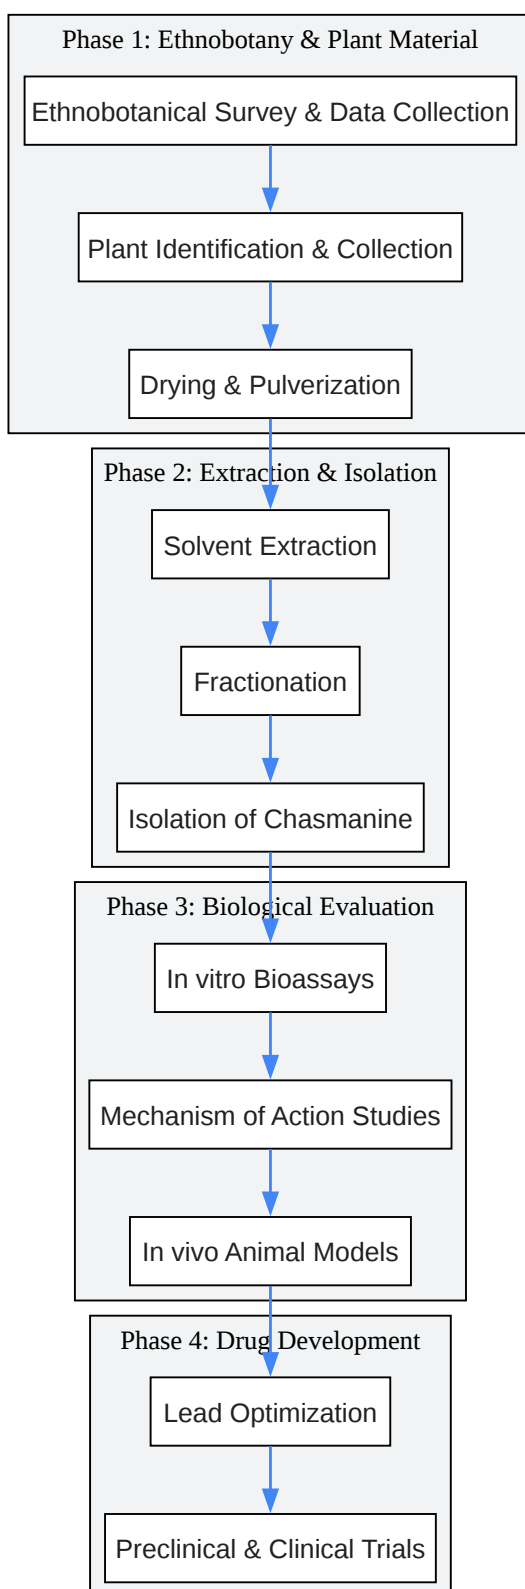 Phase 1: Ethnobotany & Plant Material
Ethnobotanical Survey & Data Collection
Plant Identification & Collection
Drying & Pulverization
Phase 2: Extraction & Isolation
Solvent Extraction
Fractionation
Isolation of Chasmanine
Phase 3: Biological Evaluation
In vitro Bioassays
Mechanism of Action Studies
In vivo Animal Models
Phase 4: Drug Development
Lead Optimization
Preclinical & Clinical Trials